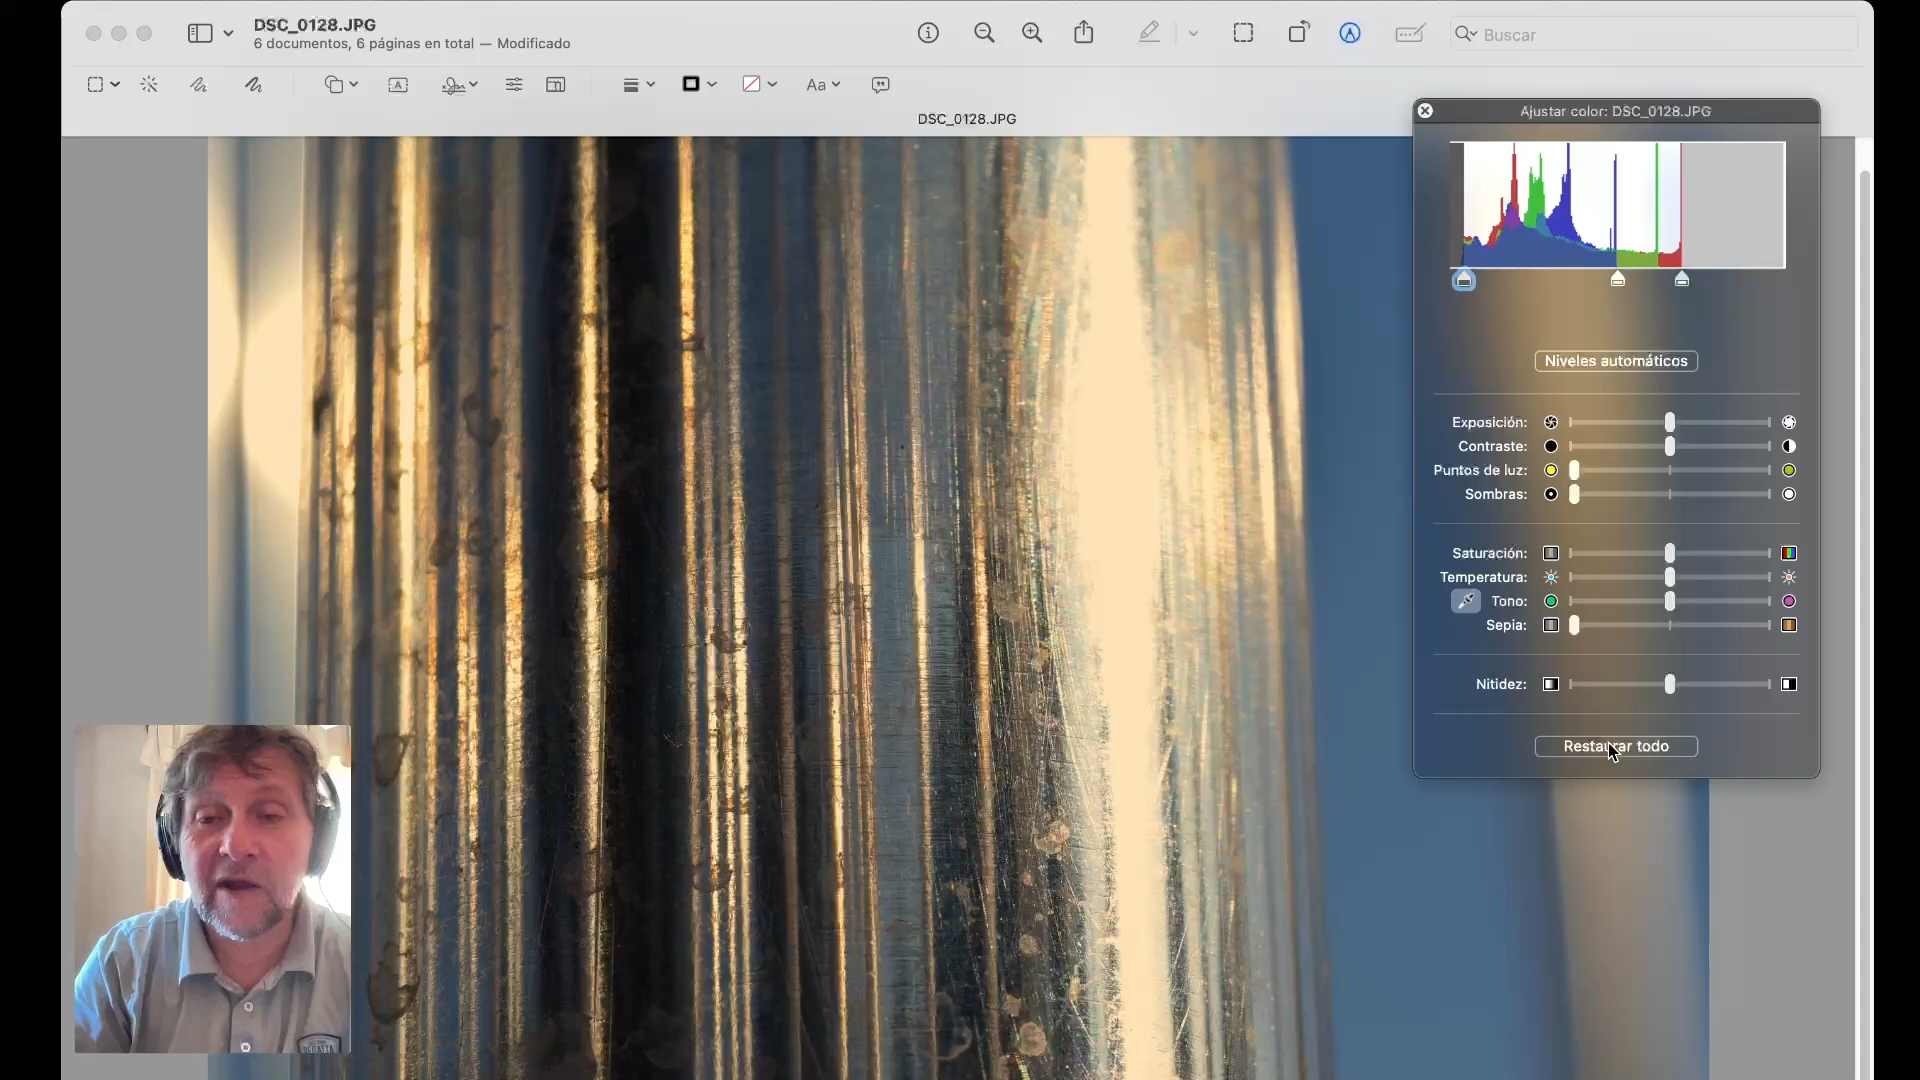 DSC_0128.JPG
6 documentos, 6 páginas en total — Modificado
Buscar
A
Aa
DSC_0128.JPG
Ajustar color: DSC_0128.JPG
Niveles automáticos
Exposición:
Contraste:
Puntos de luz:
Sombras:
Saturación:
Temperatura:
Tono:
Sepia:
Nitidez:
Restaurar todo